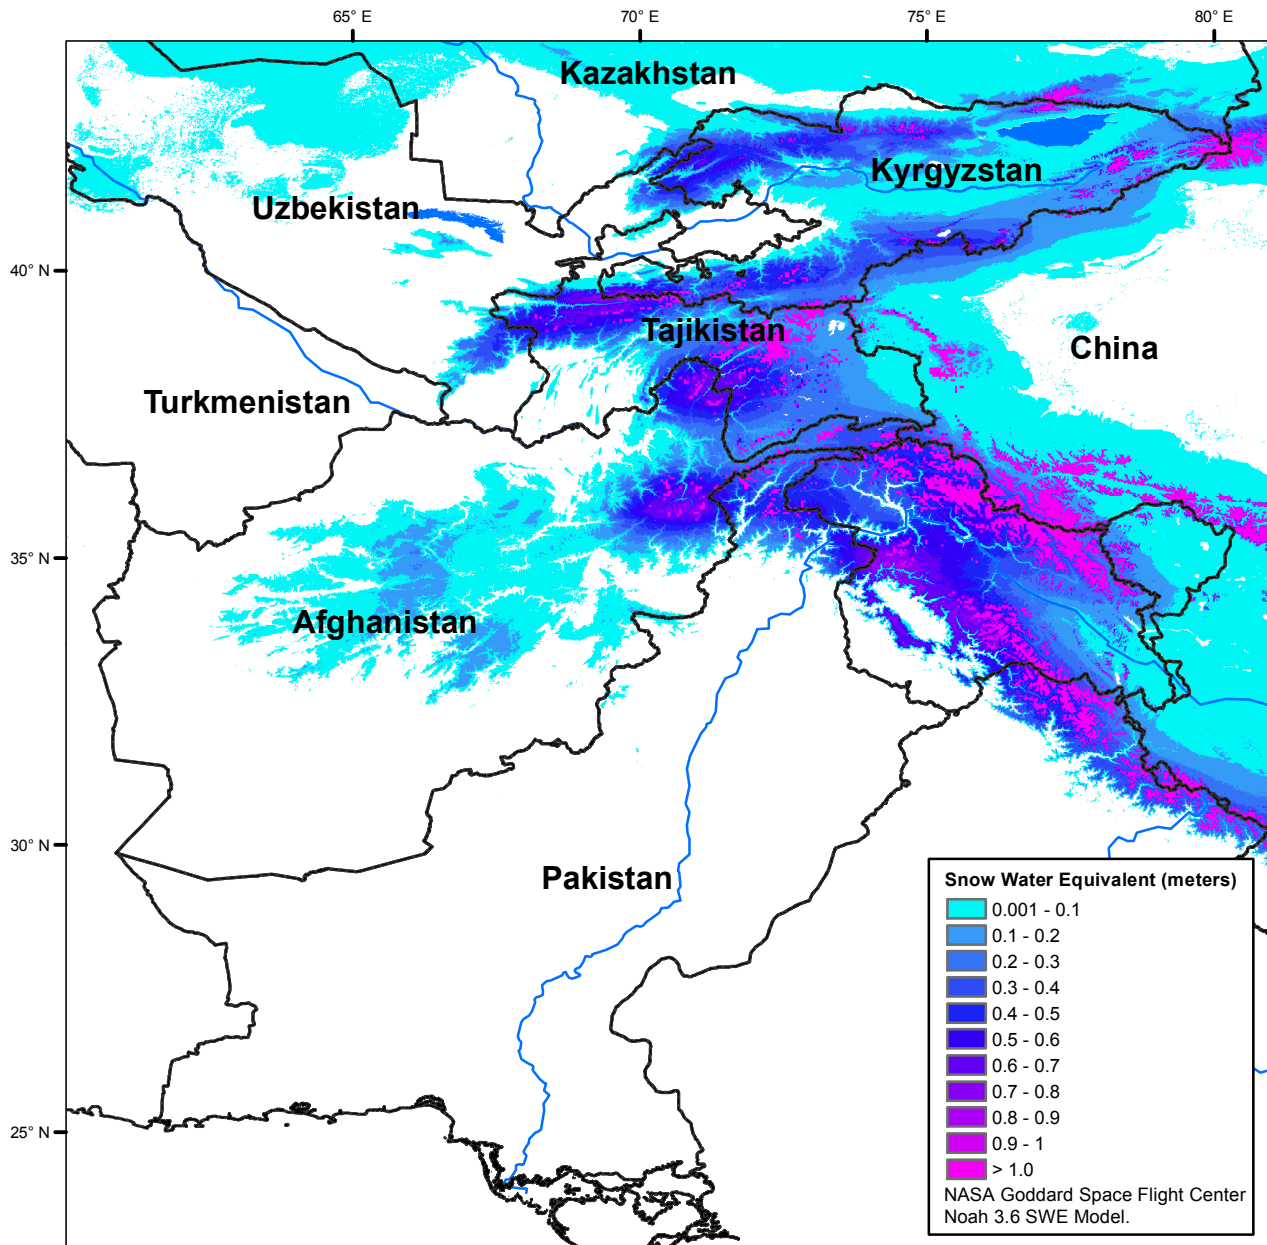 65° E
70° E
75° E
80° E
Kazakhstan
Kyrgyzstan
Uzbekistan
40° N
Tajikistan
China
Turkmenistan
35° N
Afghanistan
30° N
Pakistan
25° N
Snow Water Equivalent (meters)
0.001 - 0.1
0.1 - 0.2
0.2 - 0.3
0.3 - 0.4
0.4 - 0.5
0.5 - 0.6
0.6 - 0.7
0.7 - 0.8
0.8 - 0.9
0.9 - 1
> 1.0
NASA Goddard Space Flight Center
Noah 3.6 SWE Model.